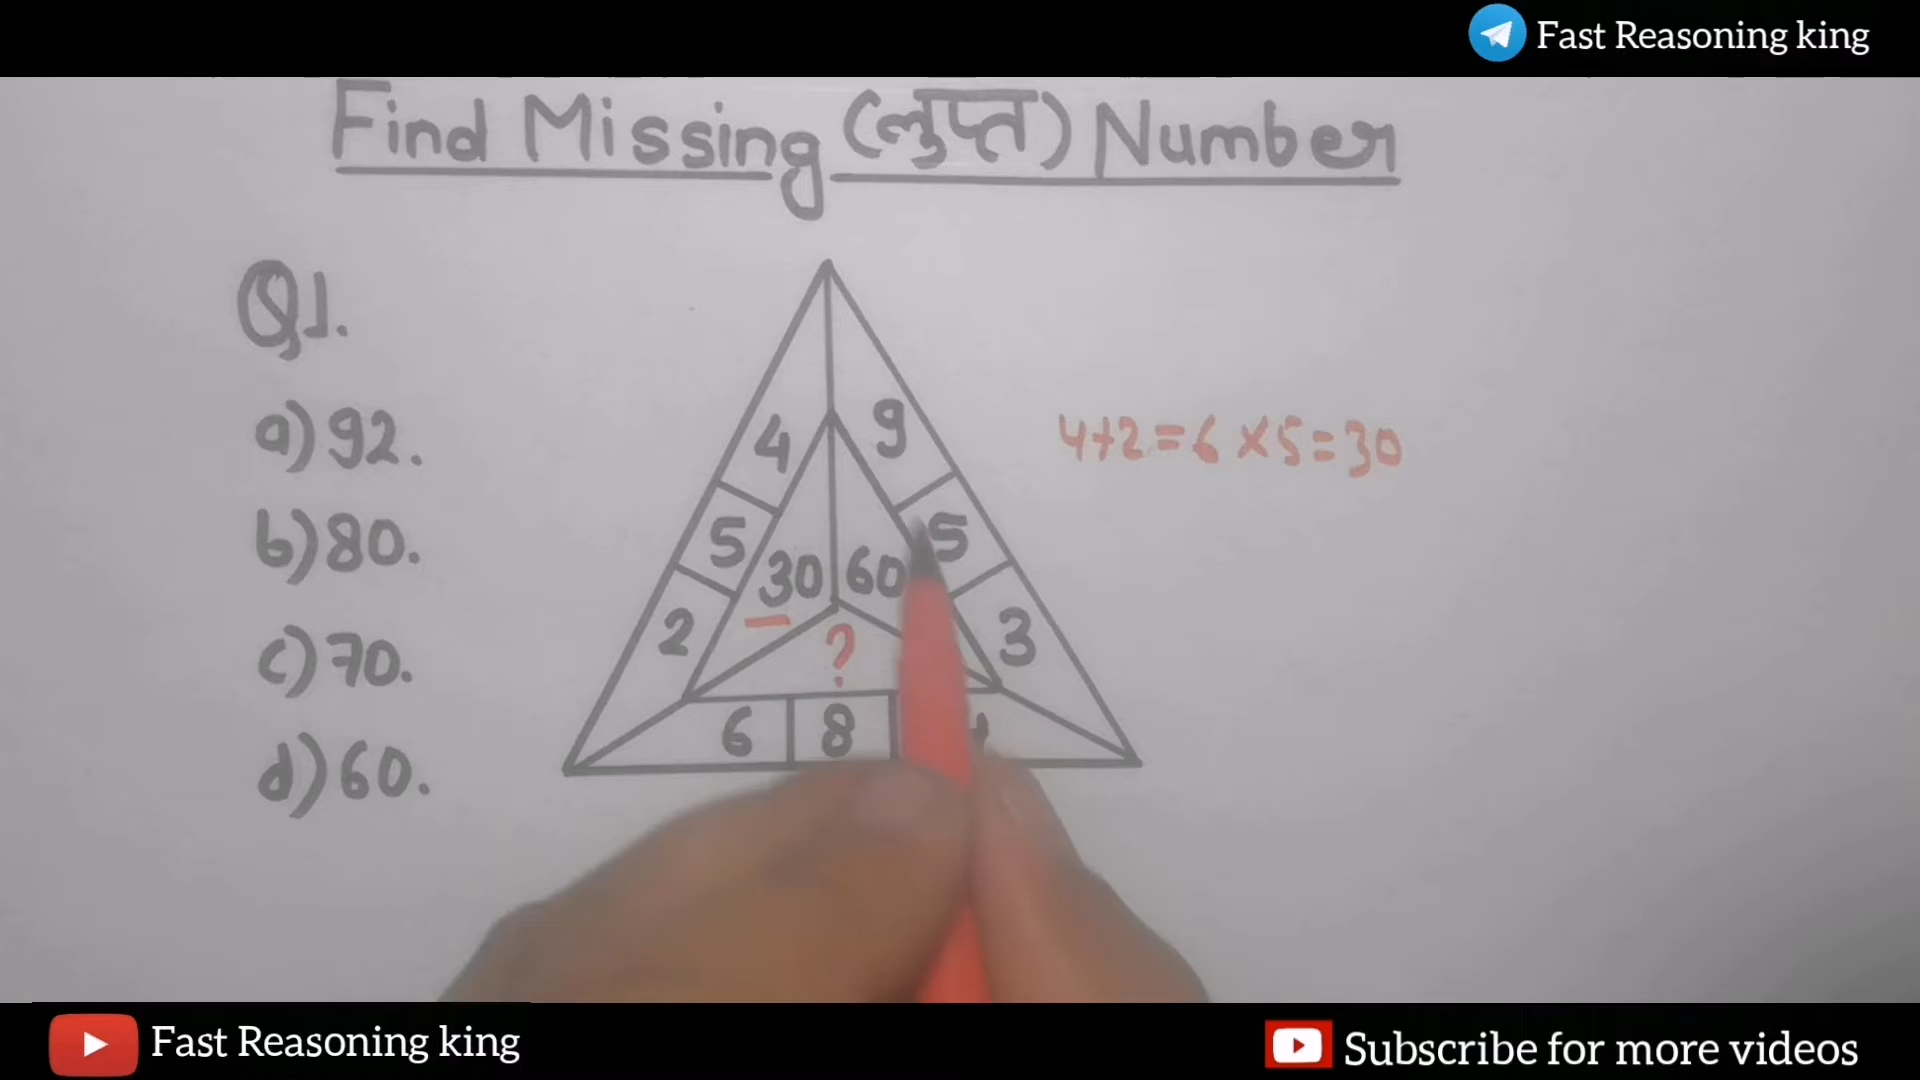 Fast Reasoning king
Find Missing (लुप्त) Number
Q1.
a) 92.
b) 80.
c) 70.
d) 60.
4 9
5 5
30 60
2 ? 3
6 8
4+2=6×5=30
Fast Reasoning king
Subscribe for more videos